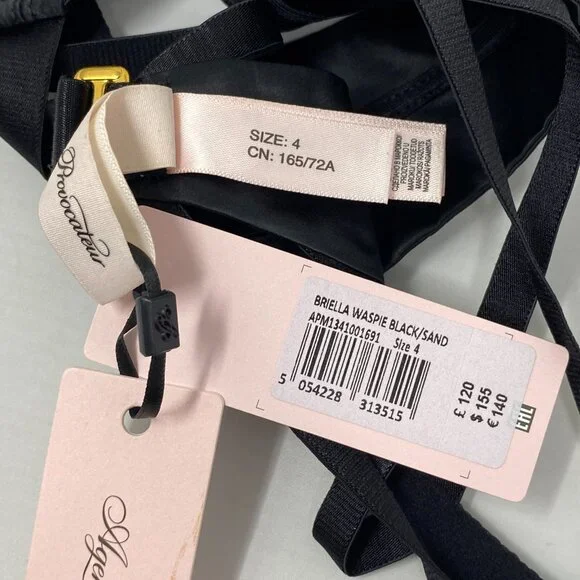 SIZE: 4
CN: 165/72A
Provocateur
BRIELLA WASPIE BLACK/SAND
APM1341001691 Size 4
5 054228 313515
£ 120
$ 155
€ 140
Agen